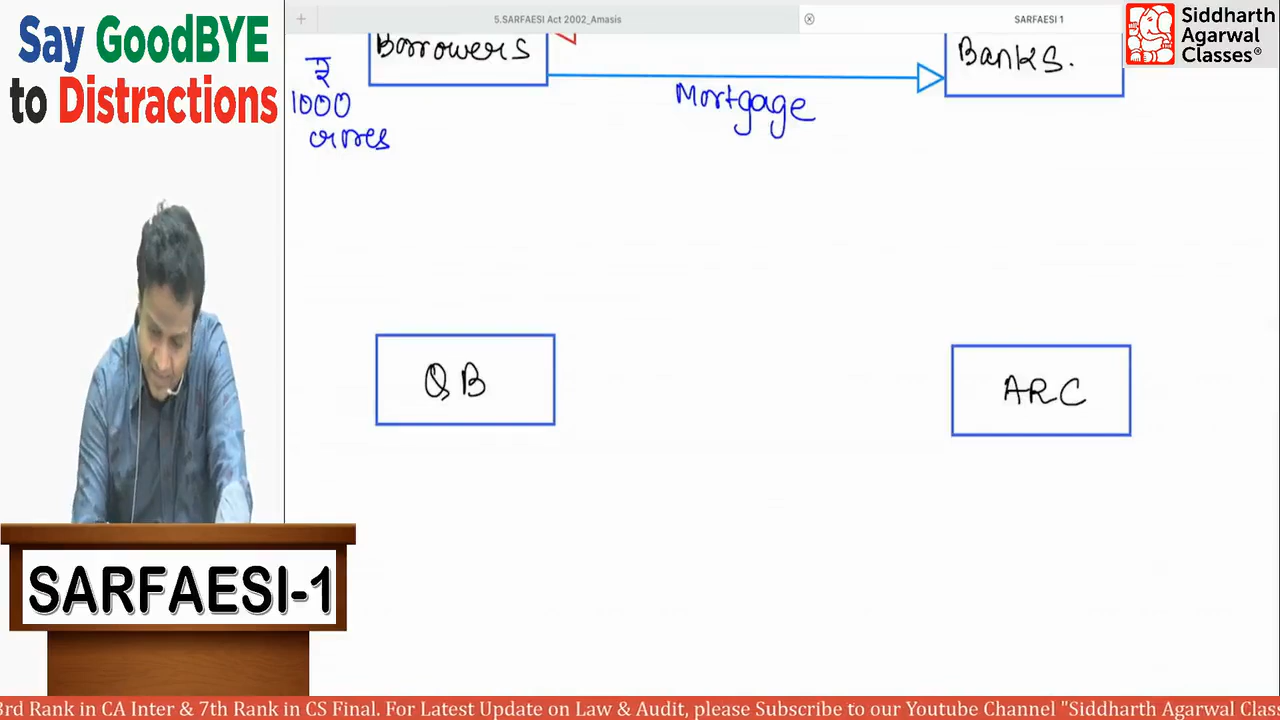 Say GoodBYE
to Distractions
5.SARFAESI Act 2002_Amasis
SARFAESI 1
Siddharth
Agarwal
Classes®
Borrowers
Banks.
Mortgage
₹
1000
crores
QB
ARC
SARFAESI-1
3rd Rank in CA Inter & 7th Rank in CS Final. For Latest Update on Law & Audit, please Subscribe to our Youtube Channel "Siddharth Agarwal Clas